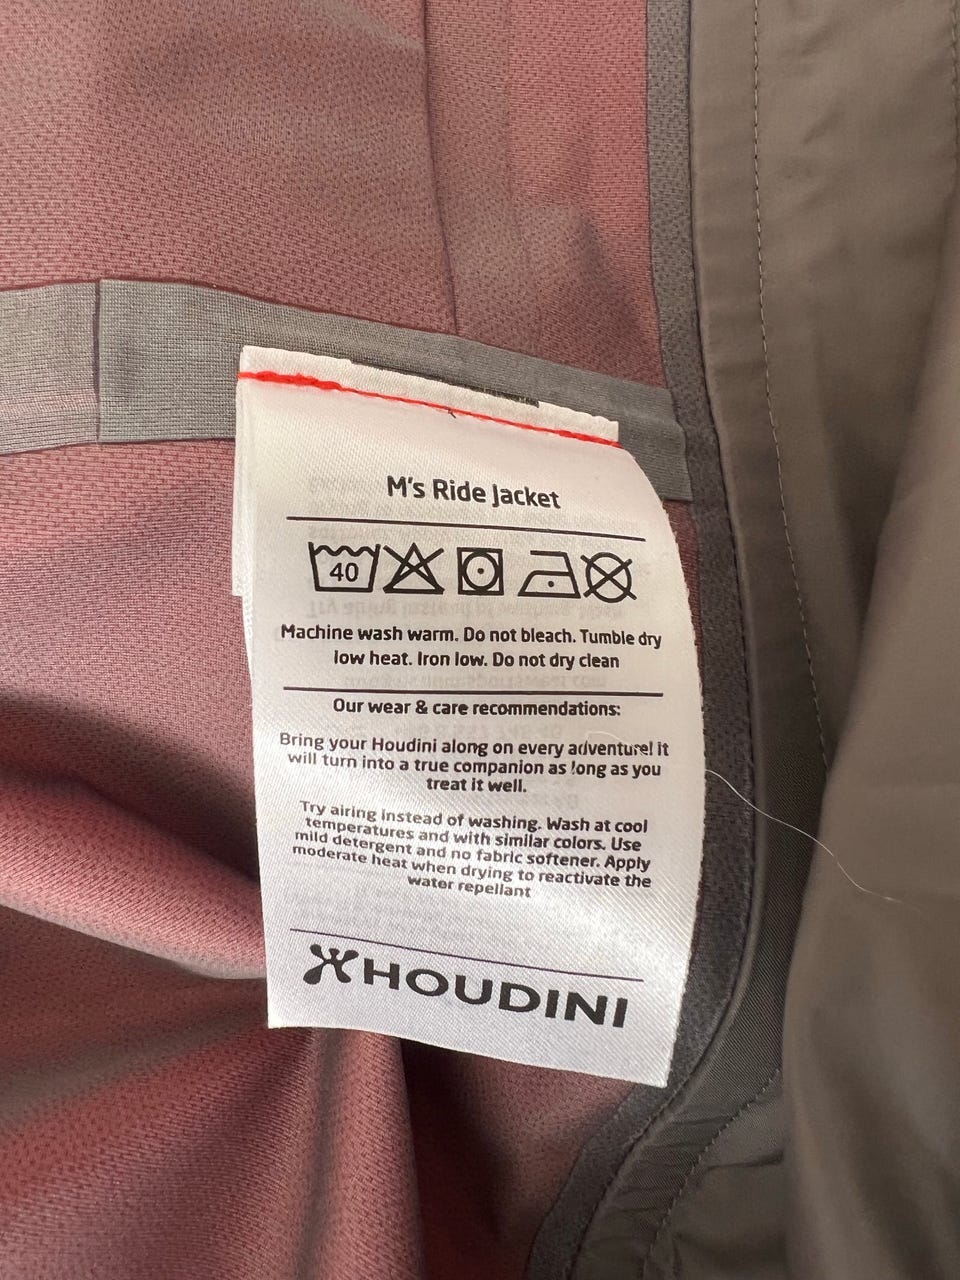 M's Ride Jacket
40
Machine wash warm. Do not bleach. Tumble dry
low heat. Iron low. Do not dry clean
Our wear & care recommendations:
Bring your Houdini along on every adventure! it
will turn into a true companion as long as you
treat it well.
Try airing instead of washing. Wash at cool
temperatures and with similar colors. Use
mild detergent and no fabric softener. Apply
moderate heat when drying to reactivate the
water repellant
HOUDINI